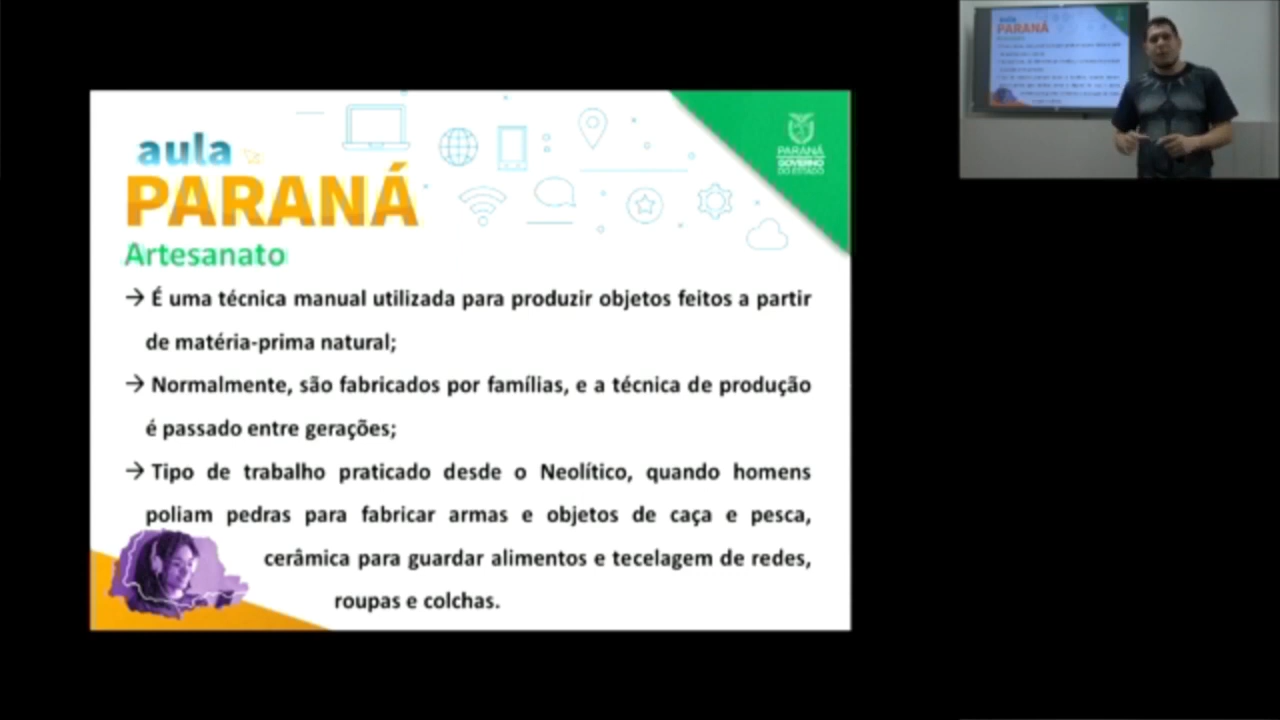 aula
PARANÁ
PARANÁ
GOVERNO
DO ESTADO
Artesanato
→ É uma técnica manual utilizada para produzir objetos feitos a partir
de matéria-prima natural;
→ Normalmente, são fabricados por famílias, e a técnica de produção
é passado entre gerações;
→ Tipo de trabalho praticado desde o Neolítico, quando homens
poliam pedras para fabricar armas e objetos de caça e pesca,
cerâmica para guardar alimentos e tecelagem de redes,
roupas e colchas.
aula
PARANÁ